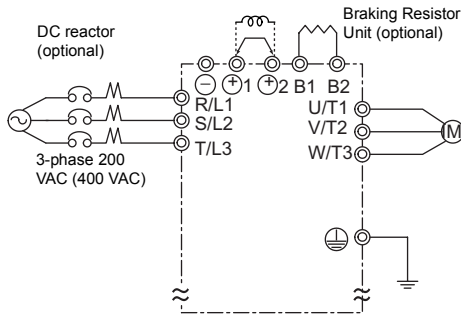 DC reactor
(optional)
Braking Resistor
Unit (optional)
− +1 +2 B1 B2
R/L1
S/L2
T/L3
U/T1
V/T2
W/T3
M
3-phase 200
VAC (400 VAC)